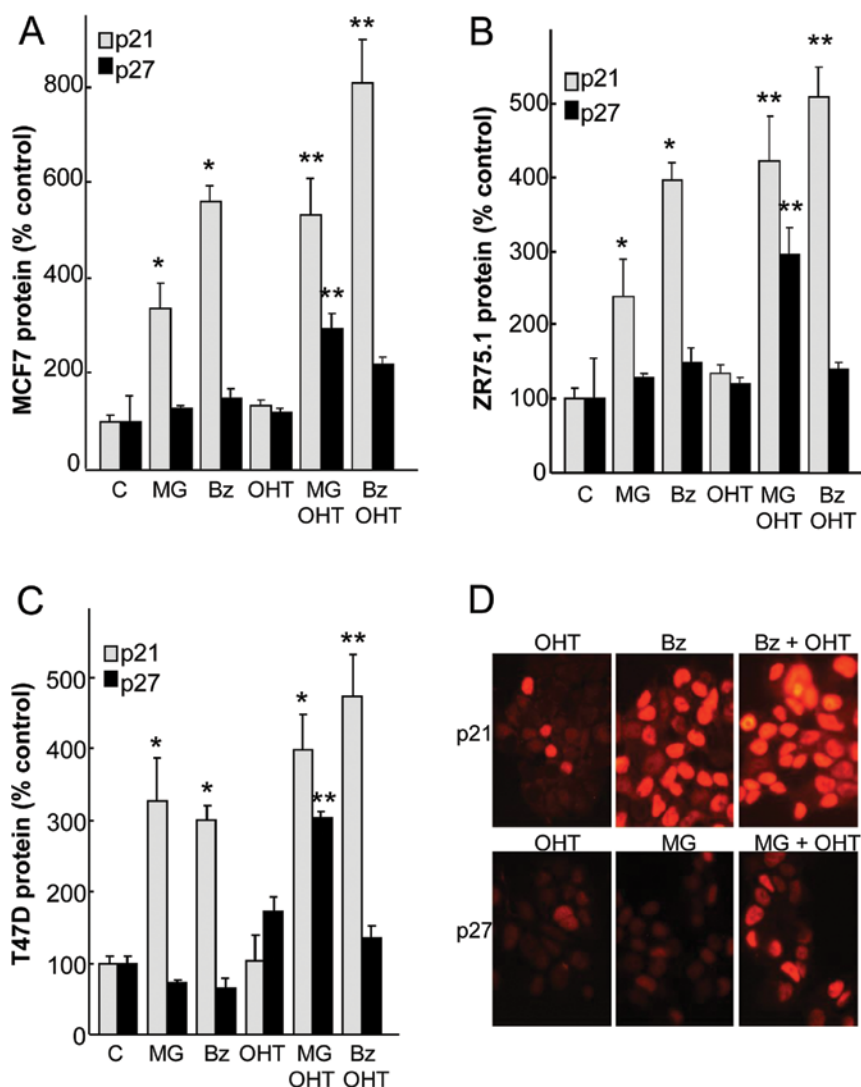 A
MCF7 protein (% control)
p21
p27
800
600
400
200
0
*
*
**
**
**
C MG Bz OHT MG OHT Bz OHT
B
ZR75.1 protein (% control)
p21
p27
500
400
300
200
100
0
*
*
**
**
**
C MG Bz OHT MG OHT Bz OHT
C
T47D protein (% control)
p21
p27
500
400
300
200
100
0
*
*
*
**
**
C MG Bz OHT MG OHT Bz OHT
D
OHT Bz Bz + OHT
p21
OHT MG MG + OHT
p27